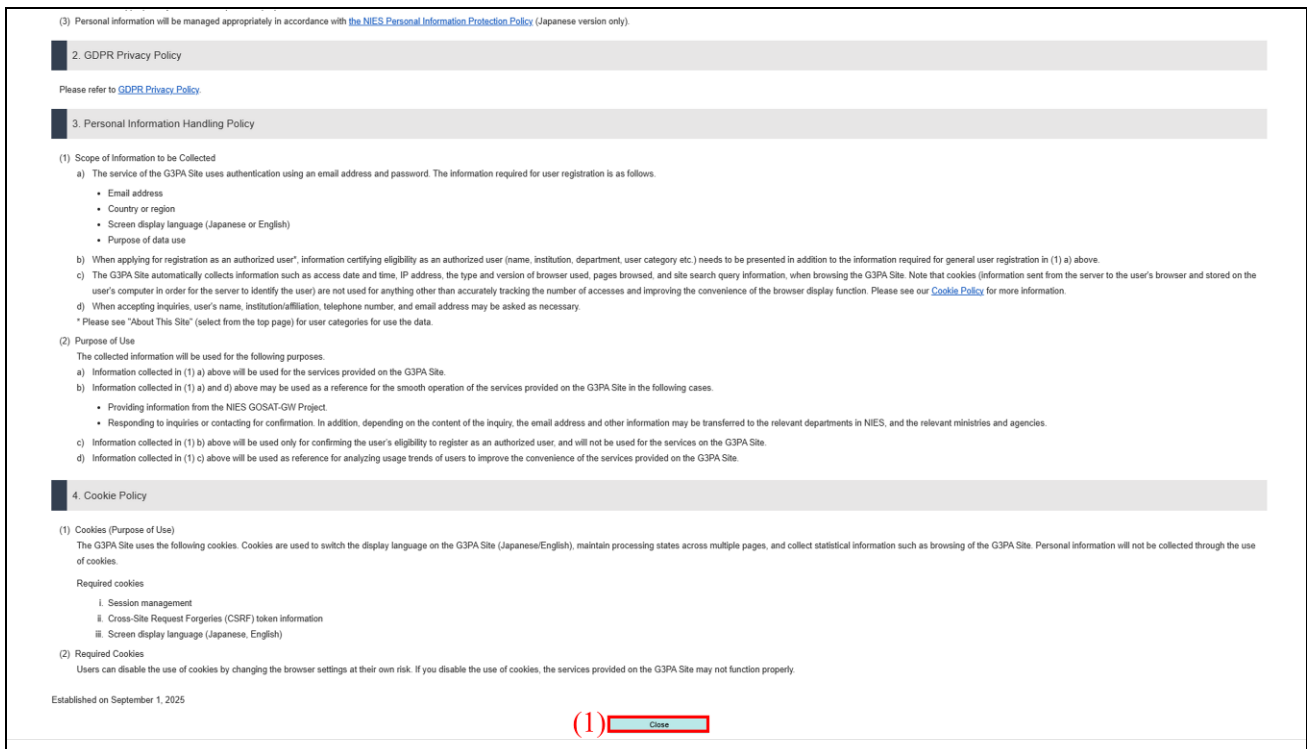 (3) Personal information will be managed appropriately in accordance with the NIES Personal Information Protection Policy (Japanese version only).
2. GDPR Privacy Policy
Please refer to GDPR Privacy Policy.
3. Personal Information Handling Policy
(1) Scope of Information to be Collected
a) The service of the G3PA Site uses authentication using an email address and password. The information required for user registration is as follows.
• Email address
• Country or region
• Screen display language (Japanese or English)
• Purpose of data use
b) When applying for registration as an authorized user*, information certifying eligibility as an authorized user (name, institution, department, user category etc.) needs to be presented in addition to the information required for general user registration in (1) a) above.
c) The G3PA Site automatically collects information such as access date and time, IP address, the type and version of browser used, pages browsed, and site search query information, when browsing the G3PA Site. Note that cookies (information sent from the server to the user's browser and stored on the
user's computer in order for the server to identify the user) are not used for anything other than accurately tracking the number of accesses and improving the convenience of the browser display function. Please see our Cookie Policy for more information.
d) When accepting inquiries, user's name, institution/affiliation, telephone number, and email address may be asked as necessary.
* Please see "About This Site" (select from the top page) for user categories for use the data.
(2) Purpose of Use
The collected information will be used for the following purposes.
a) Information collected in (1) a) above will be used for the services provided on the G3PA Site.
b) Information collected in (1) a) and d) above may be used as a reference for the smooth operation of the services provided on the G3PA Site in the following cases.
• Providing information from the NIES GOSAT-GW Project.
• Responding to inquiries or contacting for confirmation. In addition, depending on the content of the inquiry, the email address and other information may be transferred to the relevant departments in NIES, and the relevant ministries and agencies.
c) Information collected in (1) b) above will be used only for confirming the user's eligibility to register as an authorized user, and will not be used for the services on the G3PA Site.
d) Information collected in (1) c) above will be used as reference for analyzing usage trends of users to improve the convenience of the services provided on the G3PA Site.
4. Cookie Policy
(1) Cookies (Purpose of Use)
The G3PA Site uses the following cookies. Cookies are used to switch the display language on the G3PA Site (Japanese/English), maintain processing states across multiple pages, and collect statistical information such as browsing of the G3PA Site. Personal information will not be collected through the use
of cookies.
Required cookies
i. Session management
ii. Cross-Site Request Forgeries (CSRF) token information
iii. Screen display language (Japanese, English)
(2) Required Cookies
Users can disable the use of cookies by changing the browser settings at their own risk. If you disable the use of cookies, the services provided on the G3PA Site may not function properly.
Established on September 1, 2025
(1) Close